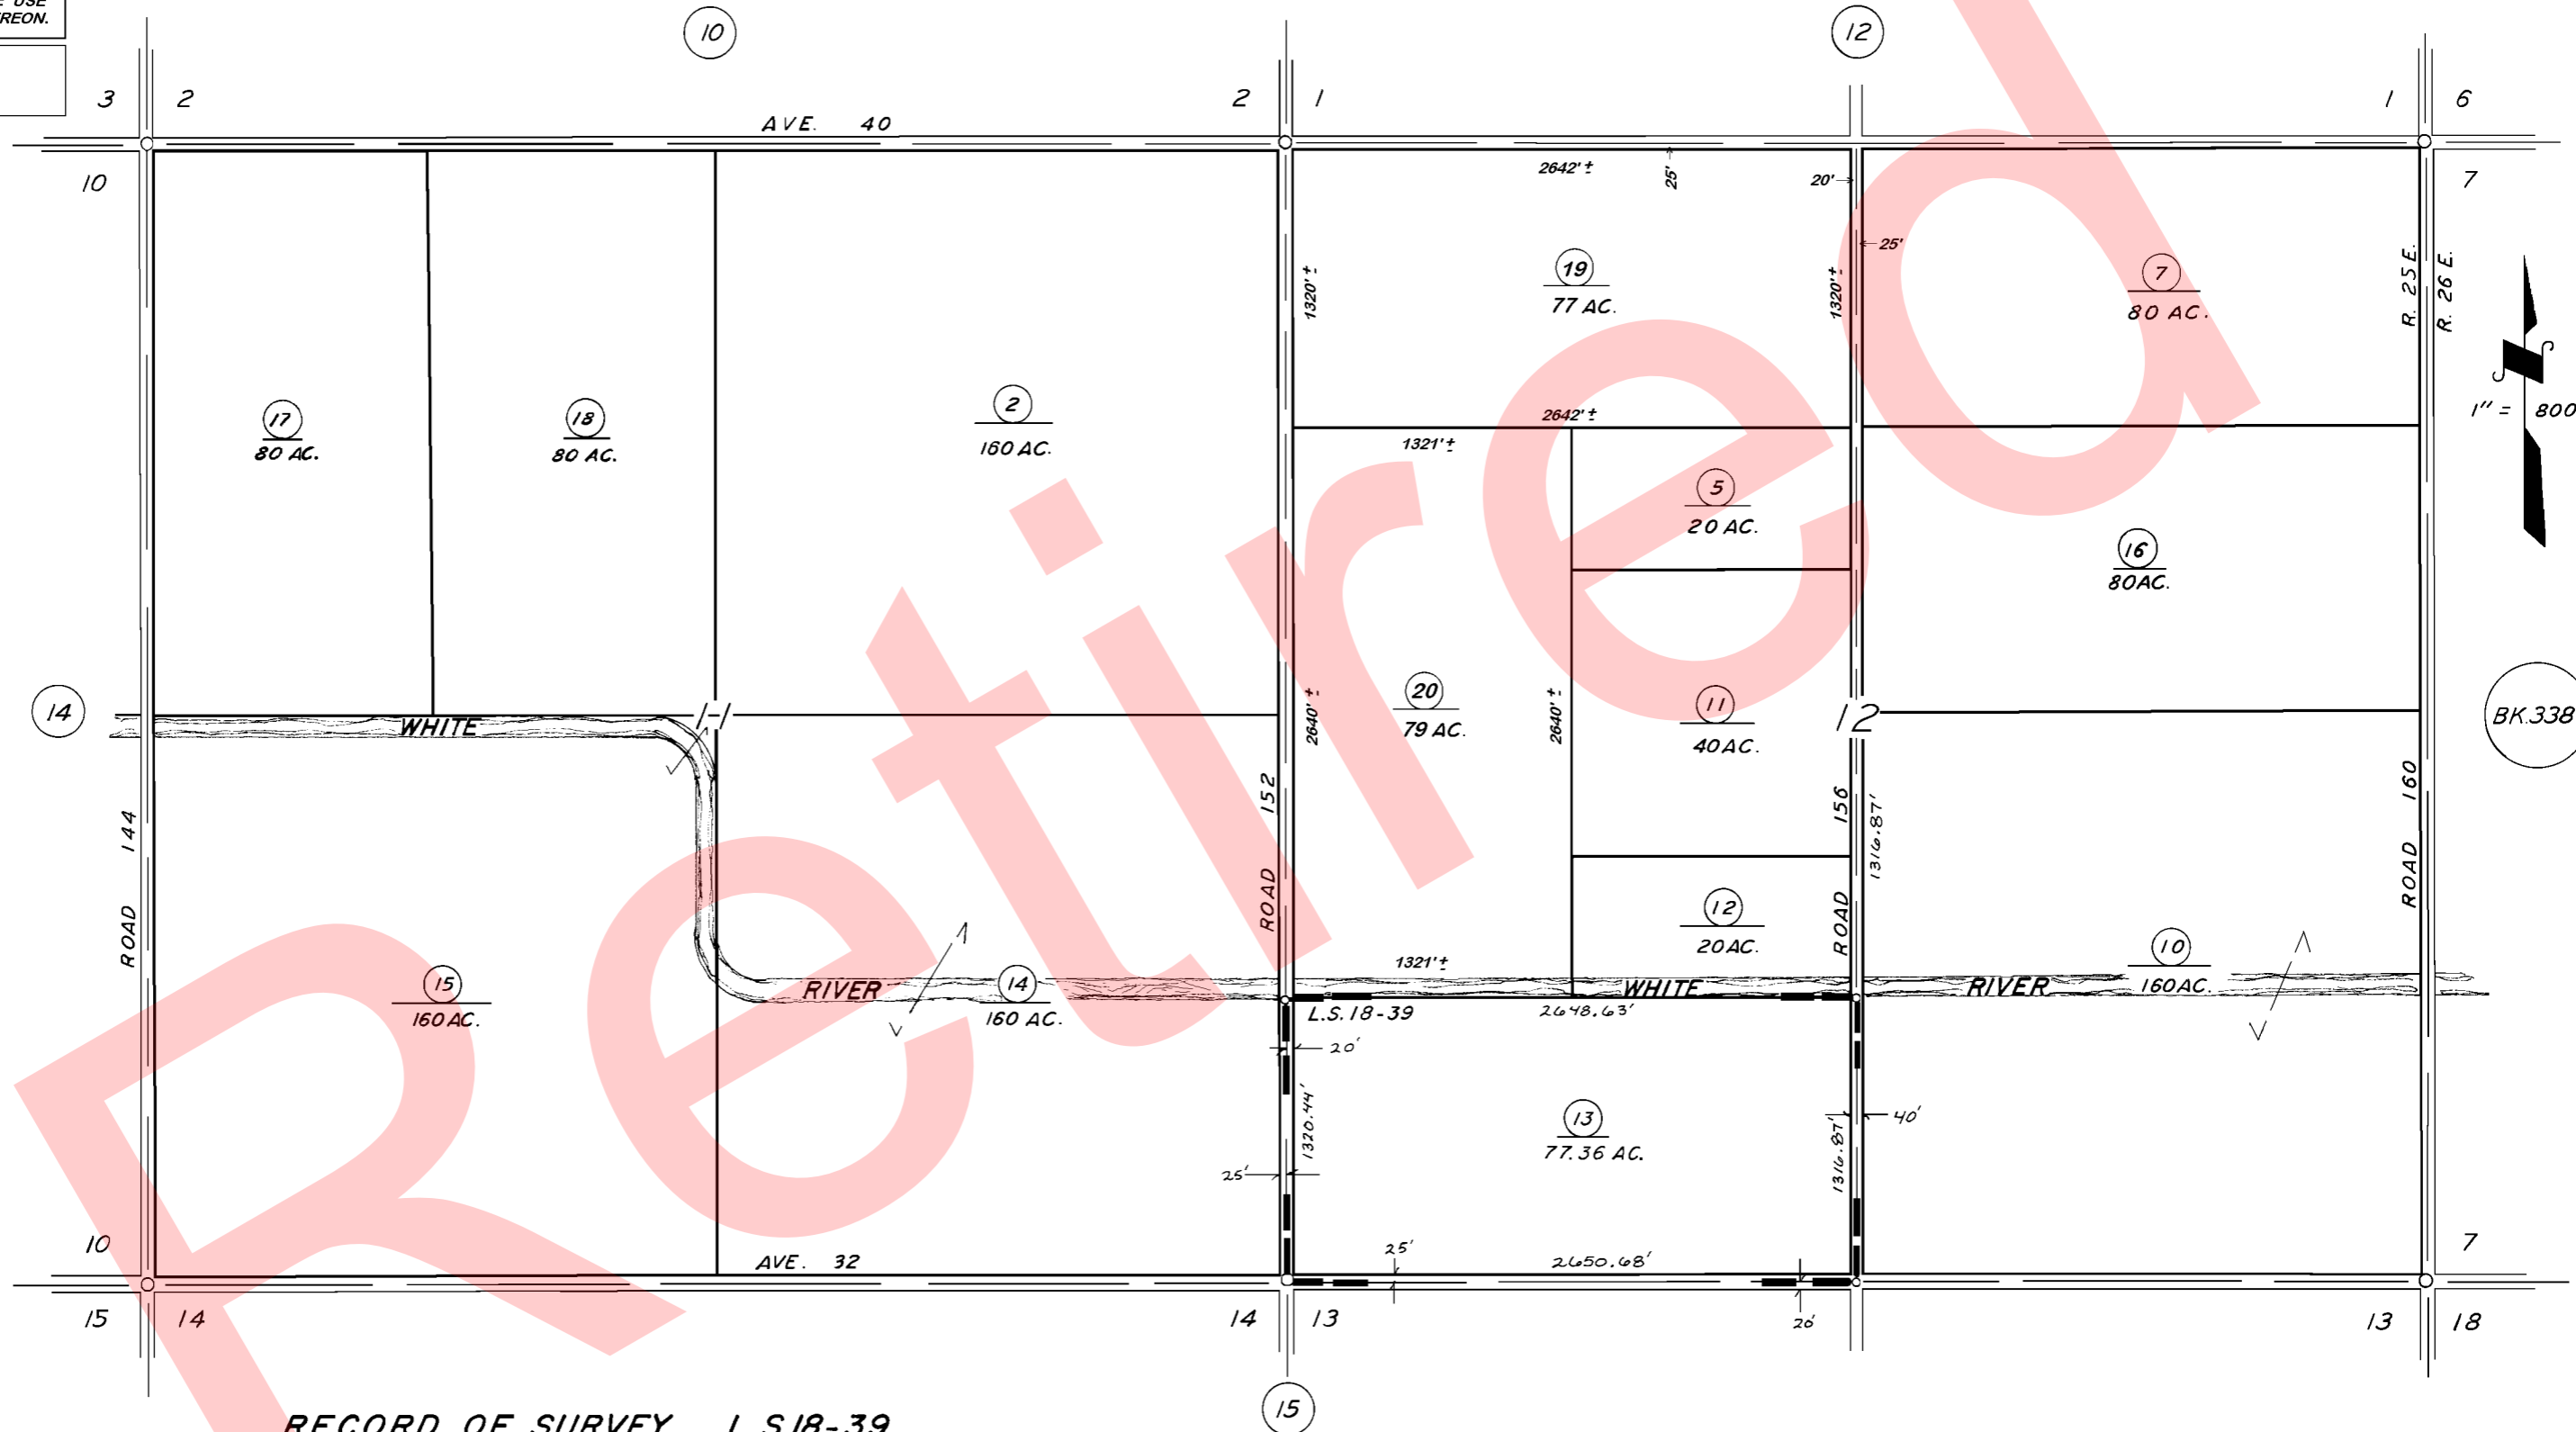 USE
REON.
10
12
3 2
2 1
1 6
AVE. 40
10
7
2642'±
25'
20'
25'
1320'±
1320'±
R. 25 E.
R. 26 E.
19
77 AC.
7
80 AC.
1" = 800
17
80 AC.
18
80 AC.
2
160 AC.
2642'±
1321'±
5
20 AC.
16
80 AC.
14
WHITE
11
20
79 AC.
2640'±
2640'±
11
40 AC.
12
BK.338
ROAD 144
ROAD 152
ROAD 156
1316.87'
ROAD 160
12
20 AC.
1321'±
15
160 AC.
RIVER
14
160 AC.
WHITE
RIVER
10
160 AC.
L.S. 18-39
2648.63'
20'
1320.44'
13
77.36 AC.
1316.87'
40'
25'
10
AVE. 32
25'
2650.68'
7
15 14
14 13
20'
13 18
15
RECORD OF SURVEY L.S.18-39
Retired